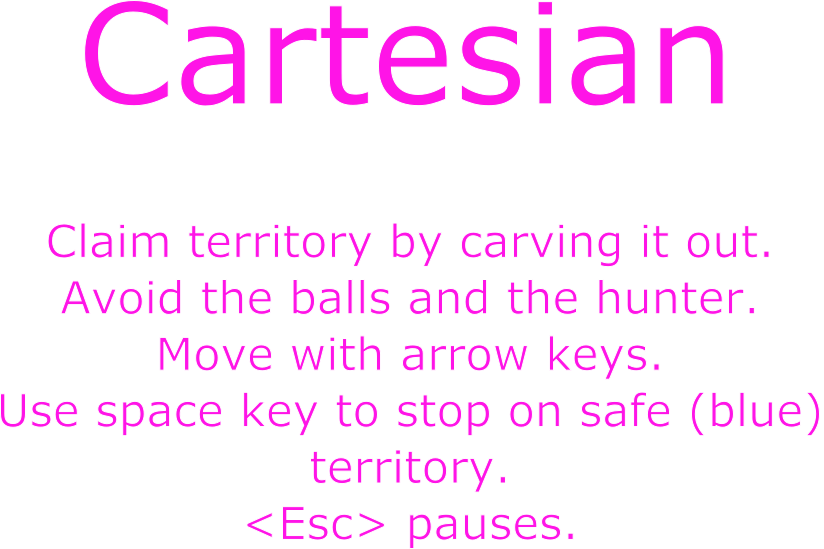 Cartesian
Claim territory by carving it out.
Avoid the balls and the hunter.
Move with arrow keys.
Use space key to stop on safe (blue)
territory.
<Esc> pauses.